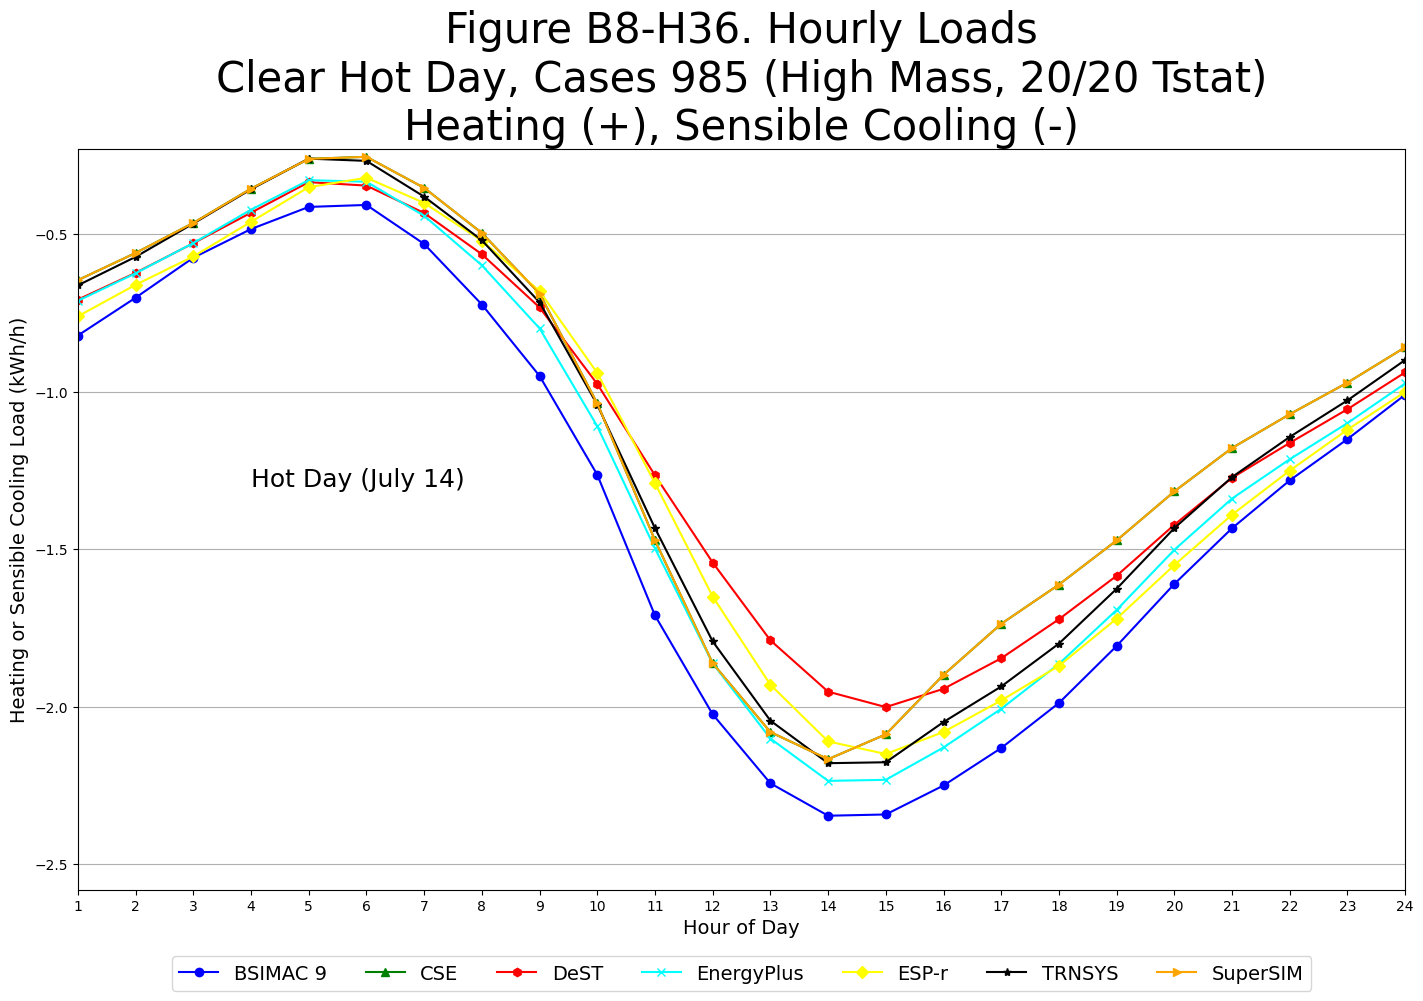 Figure B8-H36. Hourly Loads
Clear Hot Day, Cases 985 (High Mass, 20/20 Tstat)
Heating (+), Sensible Cooling (-)
Heating or Sensible Cooling Load (kWh/h)
−0.5
−1.0
−1.5
−2.0
−2.5
Hot Day (July 14)
1 2 3 4 5 6 7 8 9 10 11 12 13 14 15 16 17 18 19 20 21 22 23 24
Hour of Day
BSIMAC 9 CSE DeST EnergyPlus ESP-r TRNSYS SuperSIM